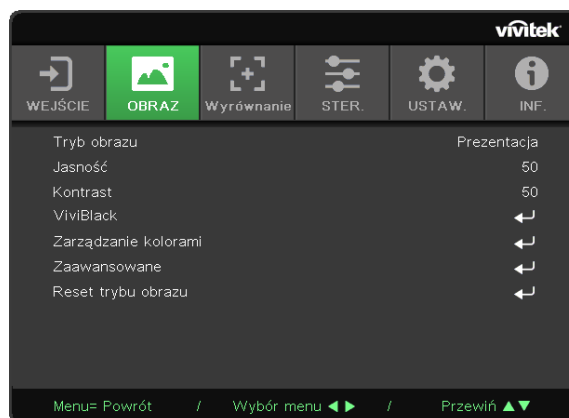 vivitek
WEJŚCIE OBRAZ Wyrównanie STER. USTAW. INF.
Tryb obrazu Prezentacja
Jasność 50
Kontrast 50
ViviBlack
Zarządzanie kolorami
Zaawansowane
Reset trybu obrazu
Menu= Powrót / Wybór menu ◀ ▶ / Przewiń ▲▼